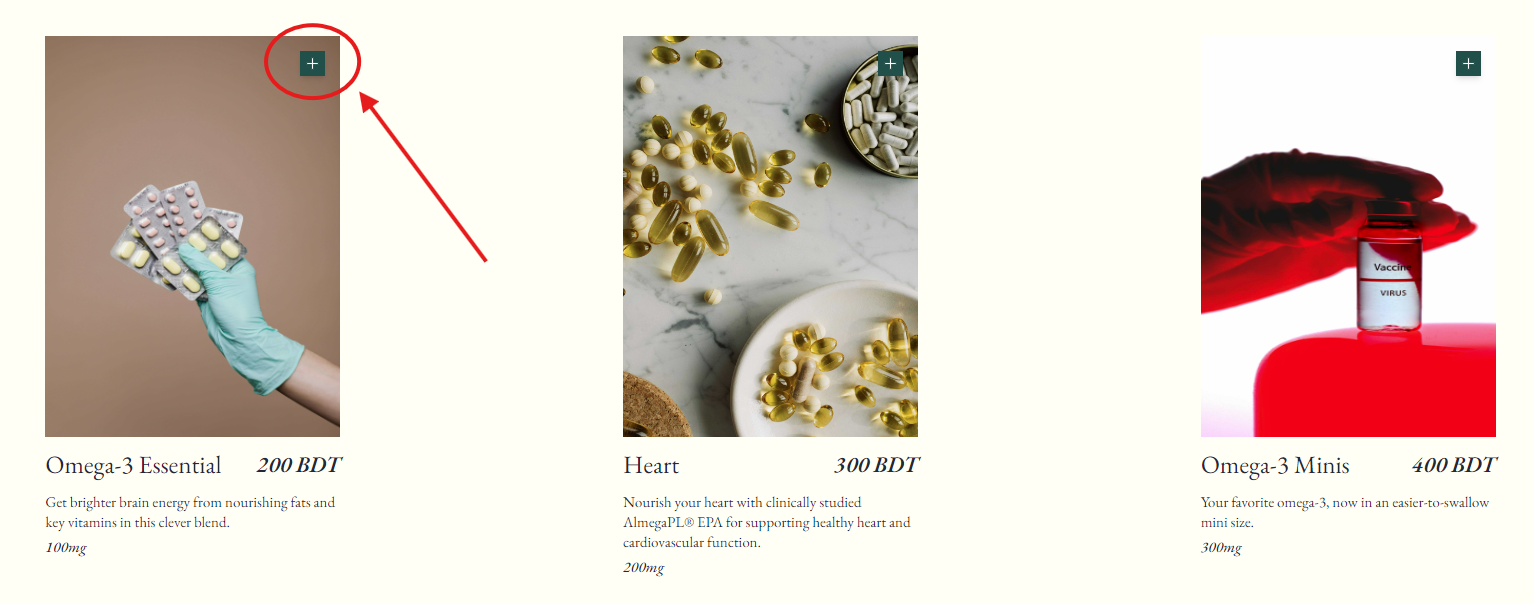 Vaccine
VIRUS
Omega-3 Essential 200 BDT
Get brighter brain energy from nourishing fats and
key vitamins in this clever blend.
100mg
Heart 300 BDT
Nourish your heart with clinically studied
AlmegaPL® EPA for supporting healthy heart and
cardiovascular function.
200mg
Omega-3 Minis 400 BDT
Your favorite omega-3, now in an easier-to-swallow
mini size.
300mg